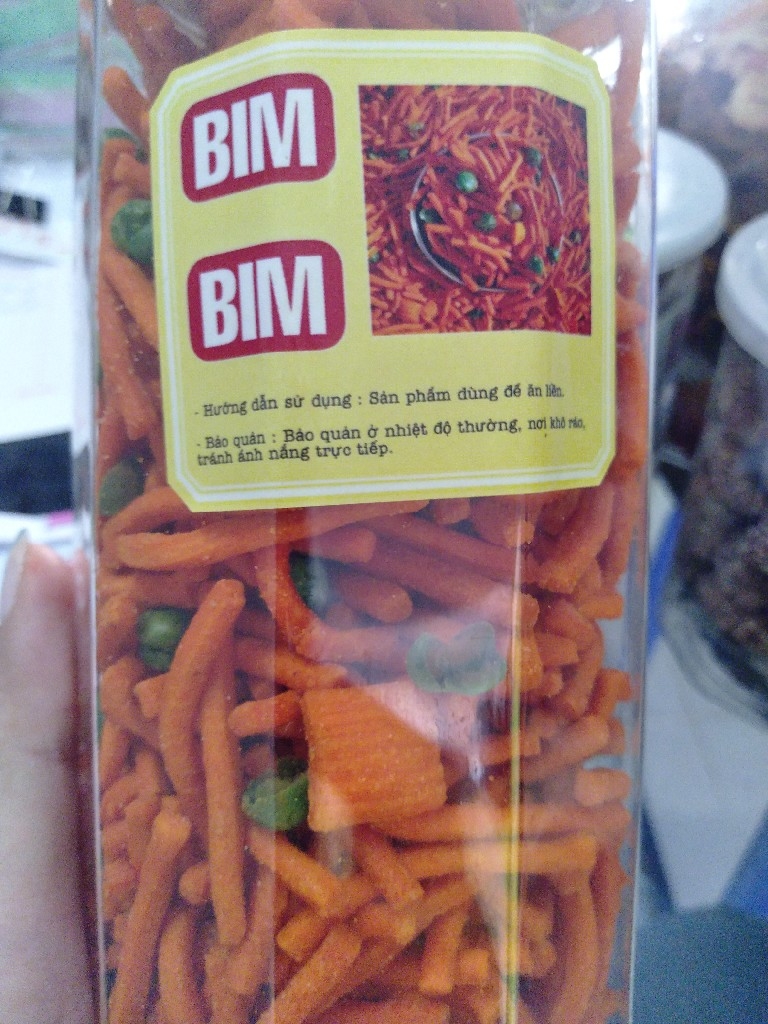 BIM
BIM
- Hướng dẫn sử dụng : Sản phẩm dùng để ăn liền.
- Bảo quản : Bảo quản ở nhiệt độ thường, nơi khô ráo,
tránh ánh nắng trực tiếp.